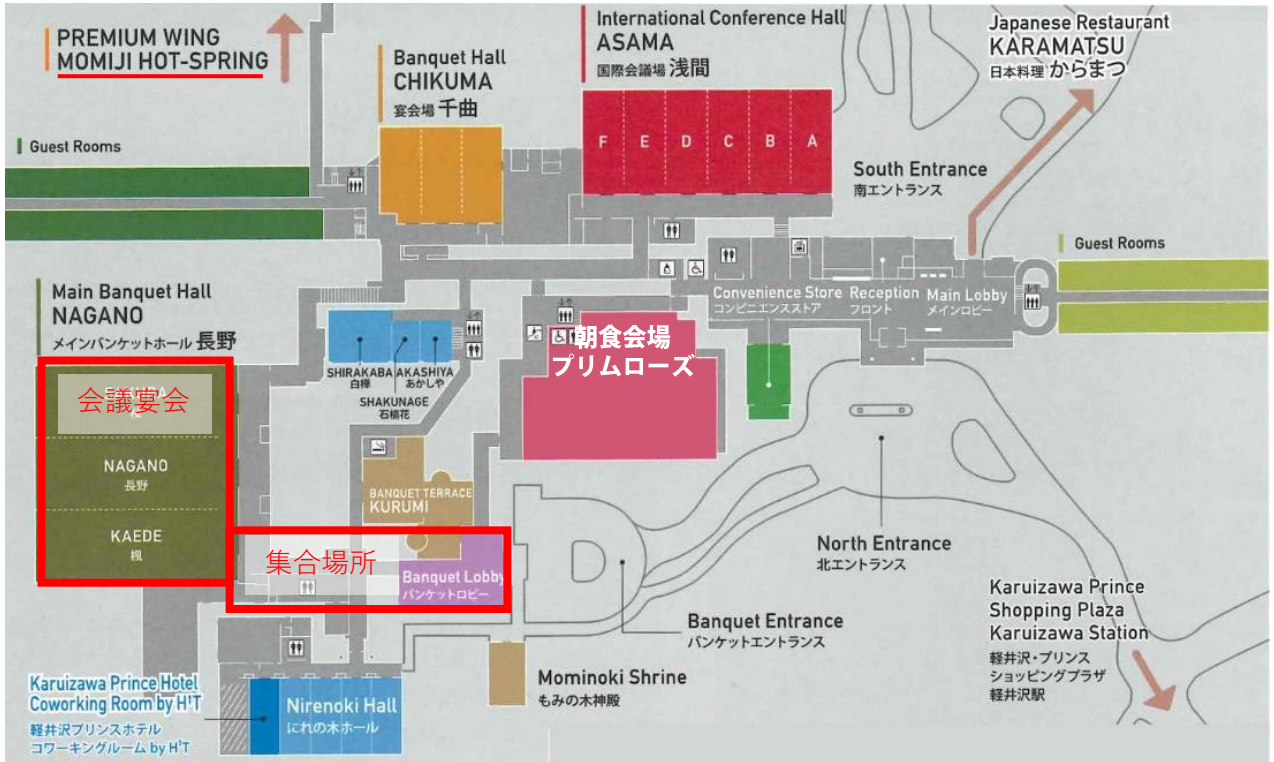 PREMIUM WING
MOMIJI HOT-SPRING
Banquet Hall
CHIKUMA
宴会場 千曲
International Conference Hall
ASAMA
国際会議場 浅間
Japanese Restaurant
KARAMATSU
日本料理 からまつ
F E D C B A
Guest Rooms
South Entrance
南エントランス
Guest Rooms
Main Banquet Hall
NAGANO
メインバンケットホール 長野
Convenience Store
コンビニエンスストア
Reception
フロント
Main Lobby
メインロビー
朝食会場
プリムローズ
SHIRAKABA
白樺
AKASHIYA
あかしや
SHAKUNAGE
石楠花
会議宴会
NAGANO
長野
KAEDE
楓
BANQUET TERRACE
KURUMI
集合場所
Banquet Lobby
バンケットロビー
North Entrance
北エントランス
Banquet Entrance
バンケットエントランス
Karuizawa Prince
Shopping Plaza
Karuizawa Station
軽井沢・プリンス
ショッピングプラザ
軽井沢駅
Mominoki Shrine
もみの木神殿
Karuizawa Prince Hotel
Coworking Room by H¹T
軽井沢プリンスホテル
コワーキングルーム by H¹T
Nirenoki Hall
にれの木ホール